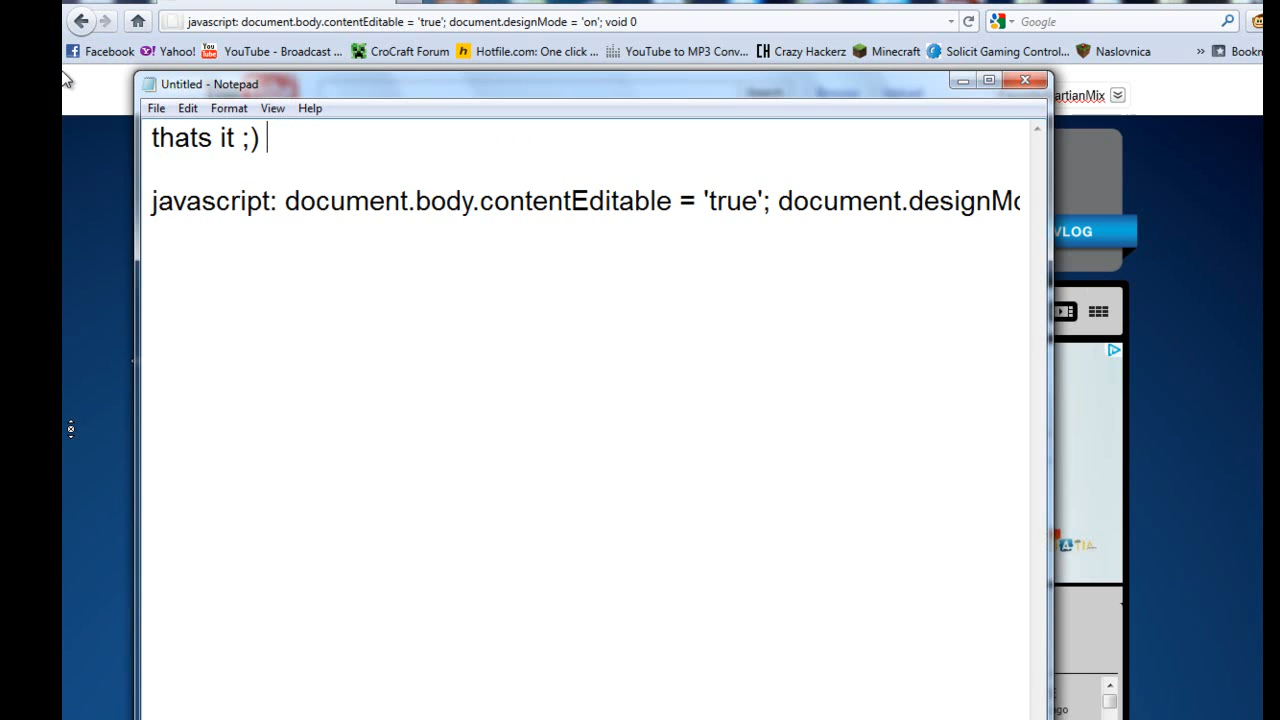 javascript: document.body.contentEditable = 'true'; document.designMode = 'on'; void 0
Google
Facebook Yahoo! YouTube - Broadcast ... CroCraft Forum Hotfile.com: One click ... YouTube to MP3 Conv... Crazy Hackerz Minecraft Solicit Gaming Control... Naslovnica » Bookn
Untitled - Notepad
artianMix
File Edit Format View Help
thats it ;)
javascript: document.body.contentEditable = 'true'; document.designMo
VLOG